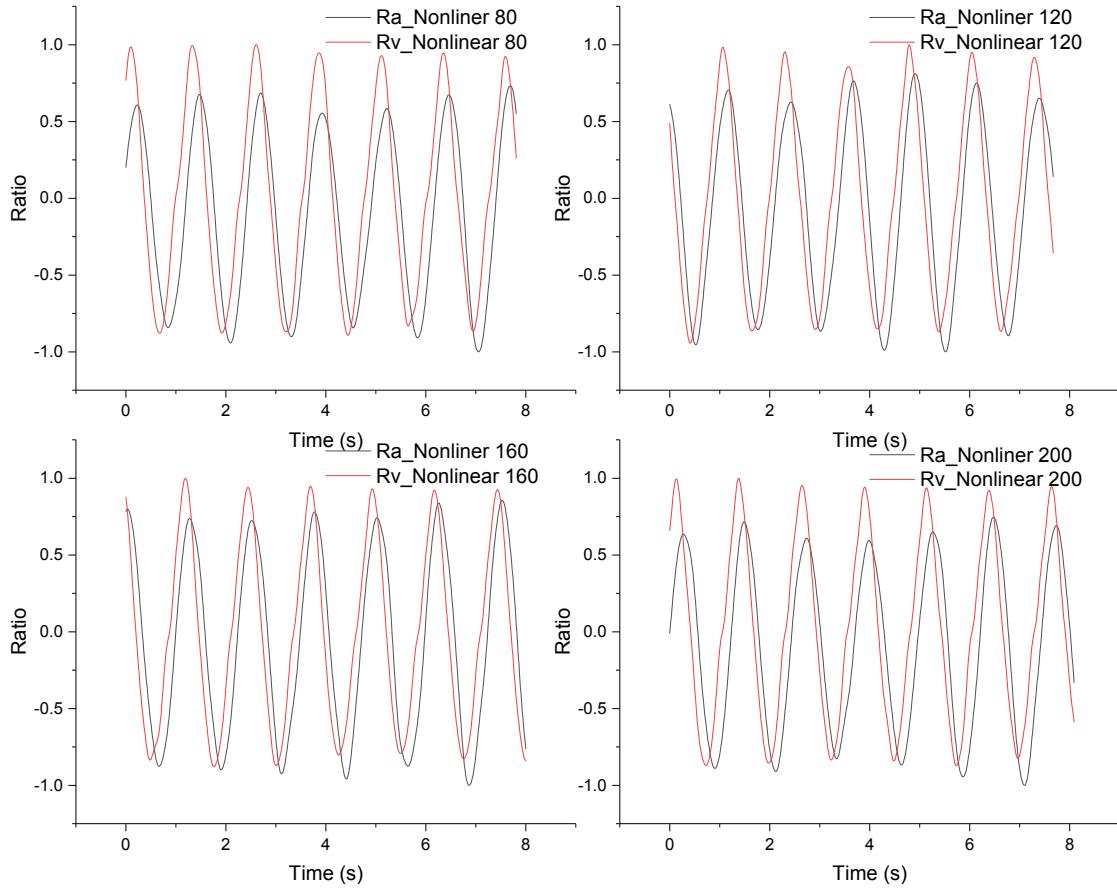 Ra_Nonliner 80
Rv_Nonlinear 80
1.0
0.5
0.0
-0.5
-1.0
Ratio
0 2 4 6 8
Time (s)
Ra_Nonliner 120
Rv_Nonlinear 120
1.0
0.5
0.0
-0.5
-1.0
Ratio
0 2 4 6 8
Time (s)
Ra_Nonliner 160
Rv_Nonlinear 160
1.0
0.5
0.0
-0.5
-1.0
Ratio
0 2 4 6 8
Time (s)
Ra_Nonliner 200
Rv_Nonlinear 200
1.0
0.5
0.0
-0.5
-1.0
Ratio
0 2 4 6 8
Time (s)